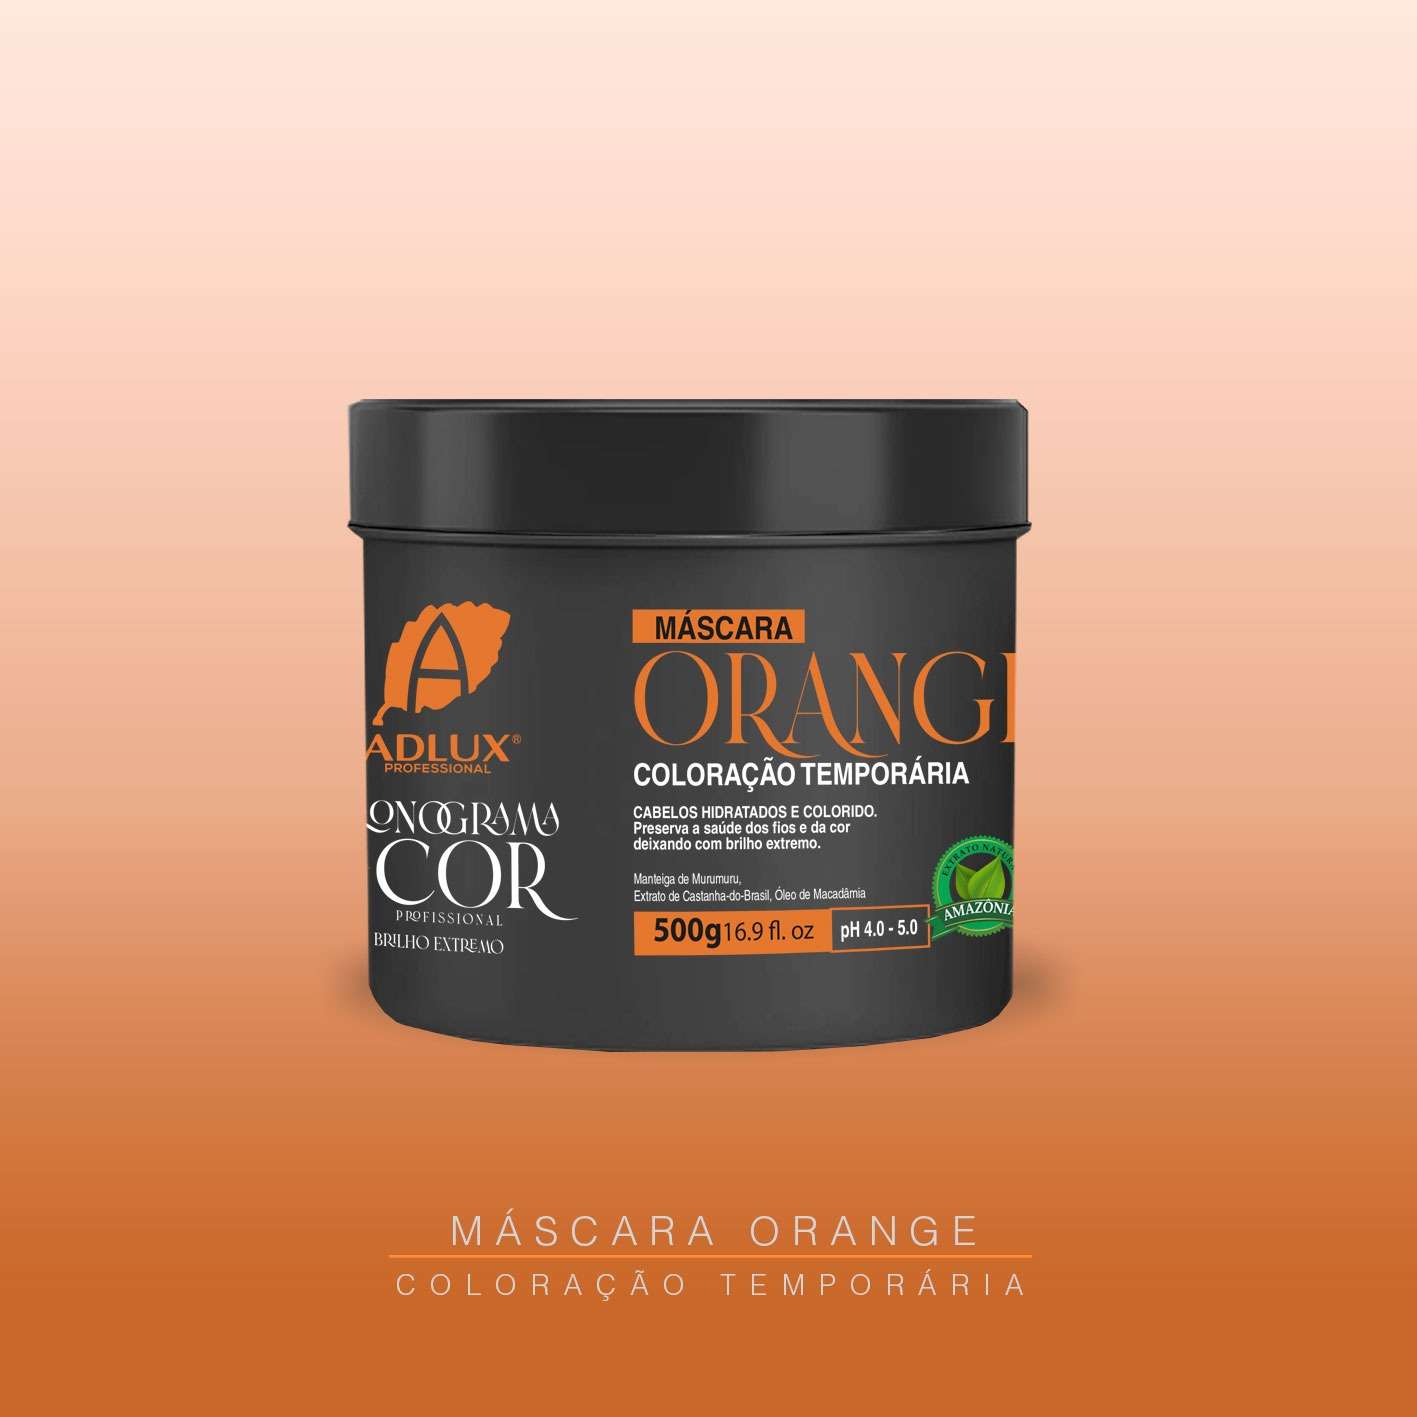 ADLUX®
PROFESSIONAL
ONOGRAMA
COR
PROFISSIONAL
BRILHO EXTREMO
MÁSCARA
ORANGE
COLORAÇÃO TEMPORÁRIA
CABELOS HIDRATADOS E COLORIDO.
Preserva a saúde dos fios e da cor
deixando com brilho extremo.
Manteiga de Murumuru,
Extrato de Castanha-do-Brasil, Óleo de Macadâmia
500g 16.9 fl. oz
pH 4.0 - 5.0
EXTRATO NATURA
AMAZÔNIA
MÁSCARA ORANGE
COLORAÇÃO TEMPORÁRIA